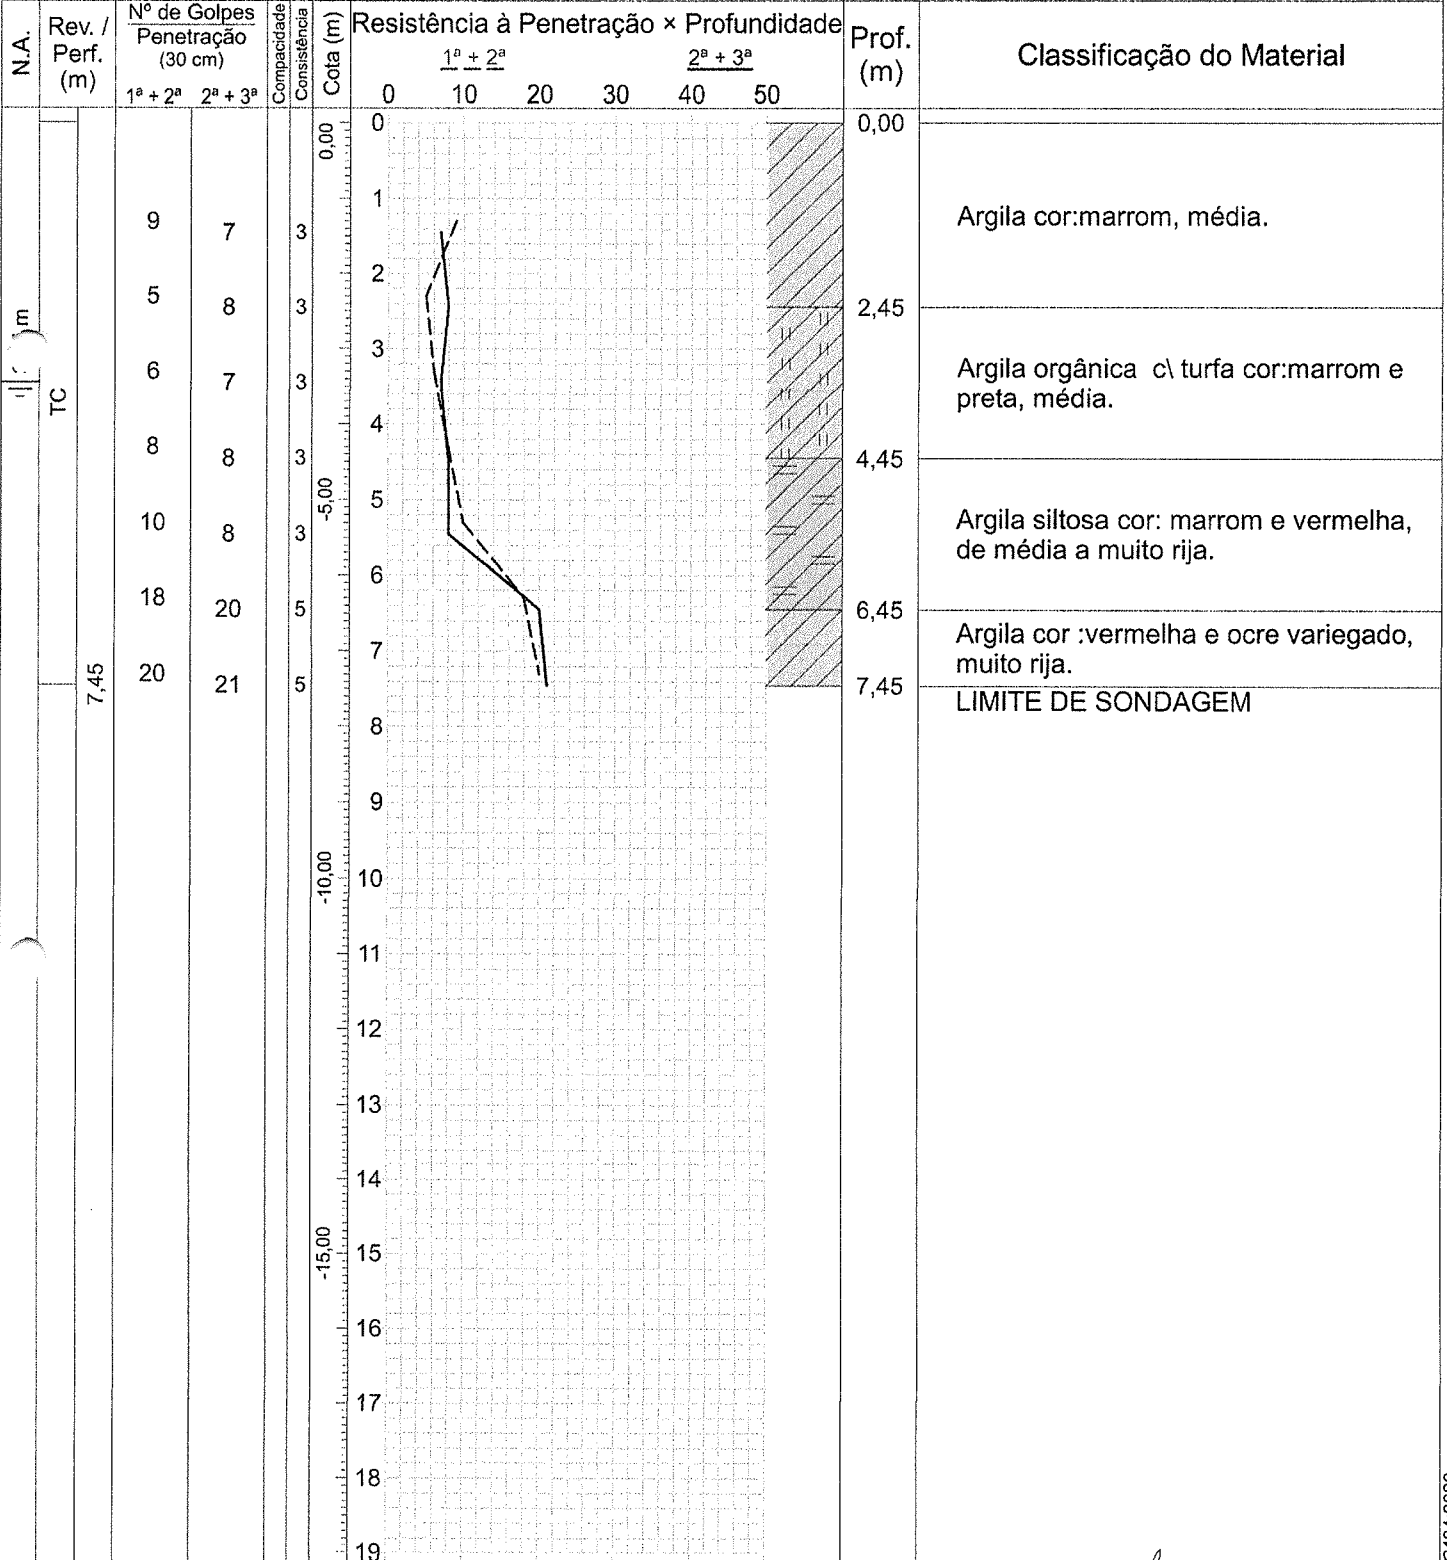 N.A.
Rev. /
Perf.
(m)
Nº de Golpes
Penetração
(30 cm)
1ª + 2ª 2ª + 3ª
Compacidade
Consistência
Cota (m)
Resistência à Penetração × Profundidade
1ª + 2ª 2ª + 3ª
0 10 20 30 40 50
Prof.
(m)
Classificação do Material
0 0,00
0,00
1
9 7 3
Argila cor:marrom, média.
2
5 8 3
2,45
m
3
6 7 3
Argila orgânica c\ turfa cor:marrom e
preta, média.
TC
4
8 8 3
4,45
5
-5,00
10 8 3
Argila siltosa cor: marrom e vermelha,
de média a muito rija.
6
18 20 5
6,45
Argila cor :vermelha e ocre variegado,
muito rija.
7
20 21 5
7,45
7,45
LIMITE DE SONDAGEM
8
9
10
-10,00
11
12
13
14
15
-15,00
16
17
18
19